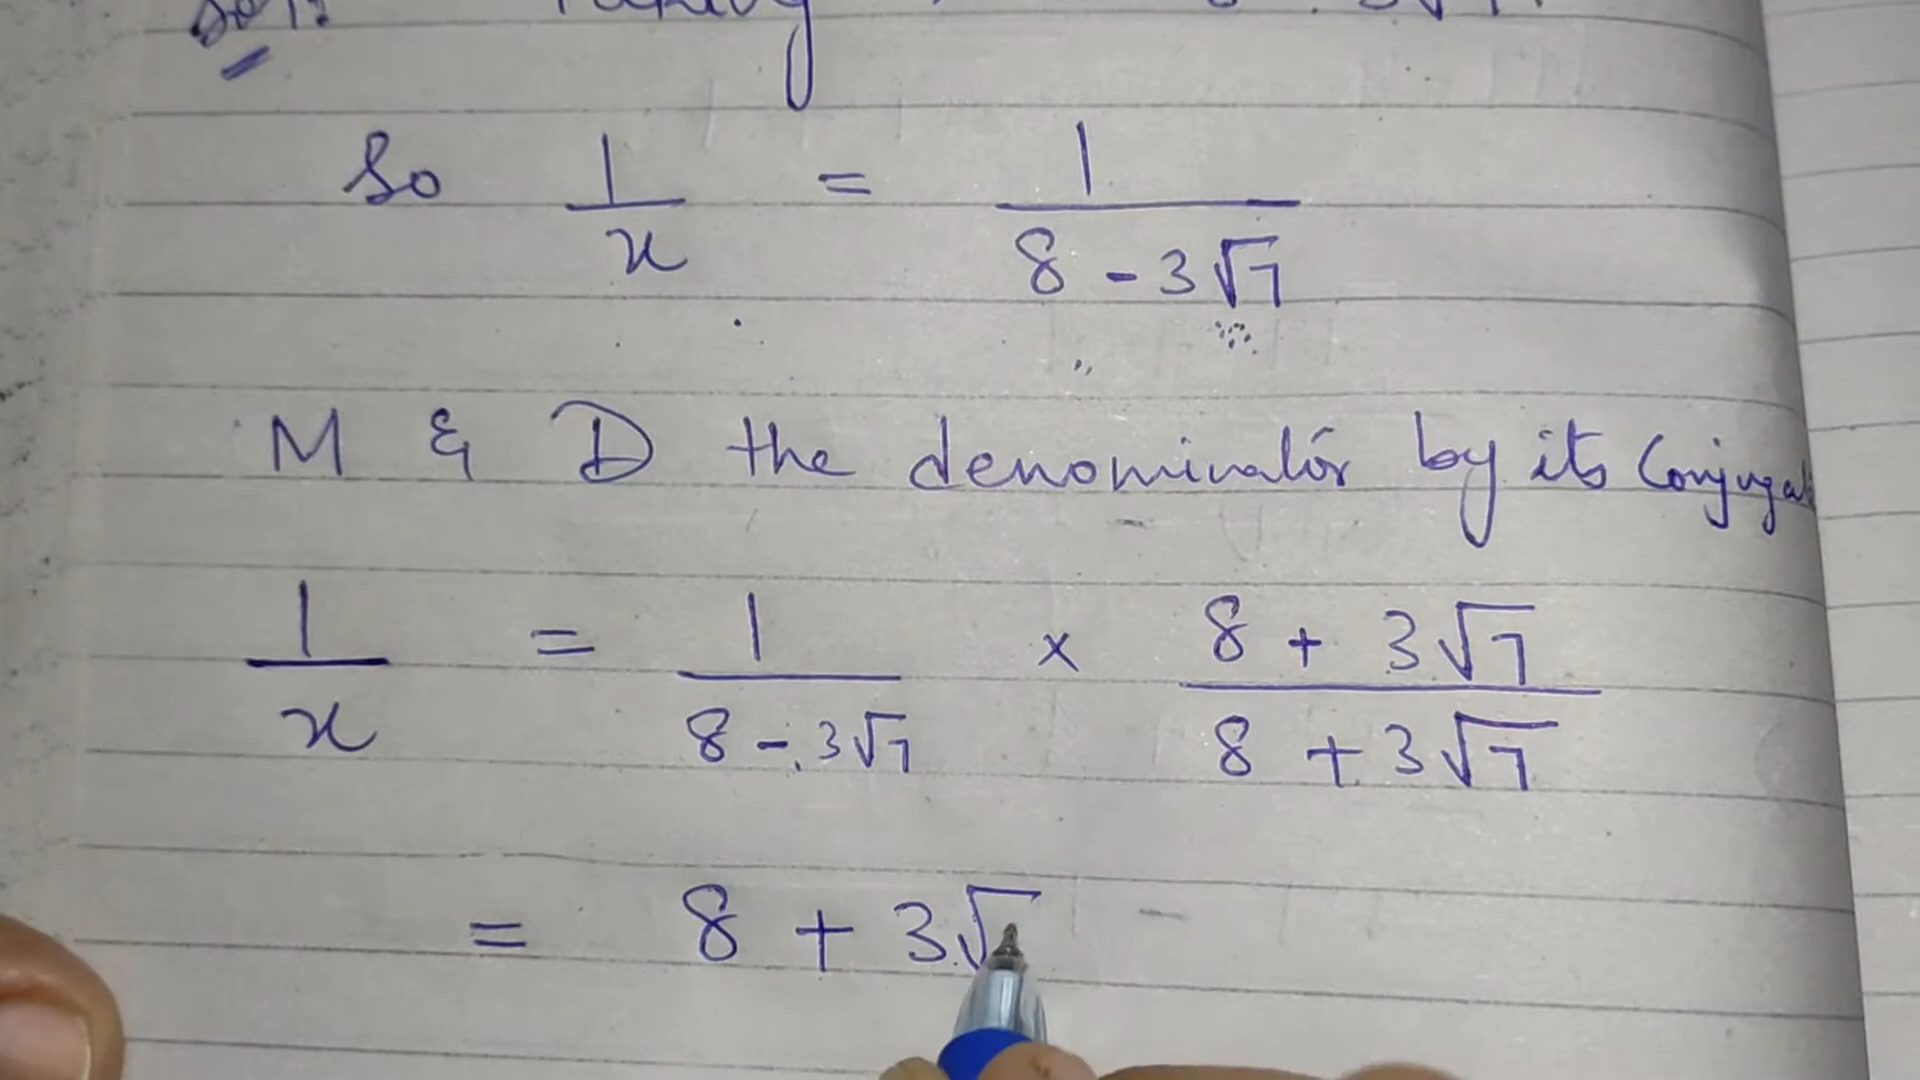 So 1/x = 1/(8 - 3√7)
M & D the denominator by its Conjugate
1/x = 1/(8 - 3√7) × (8 + 3√7)/(8 + 3√7)
= 8 + 3√